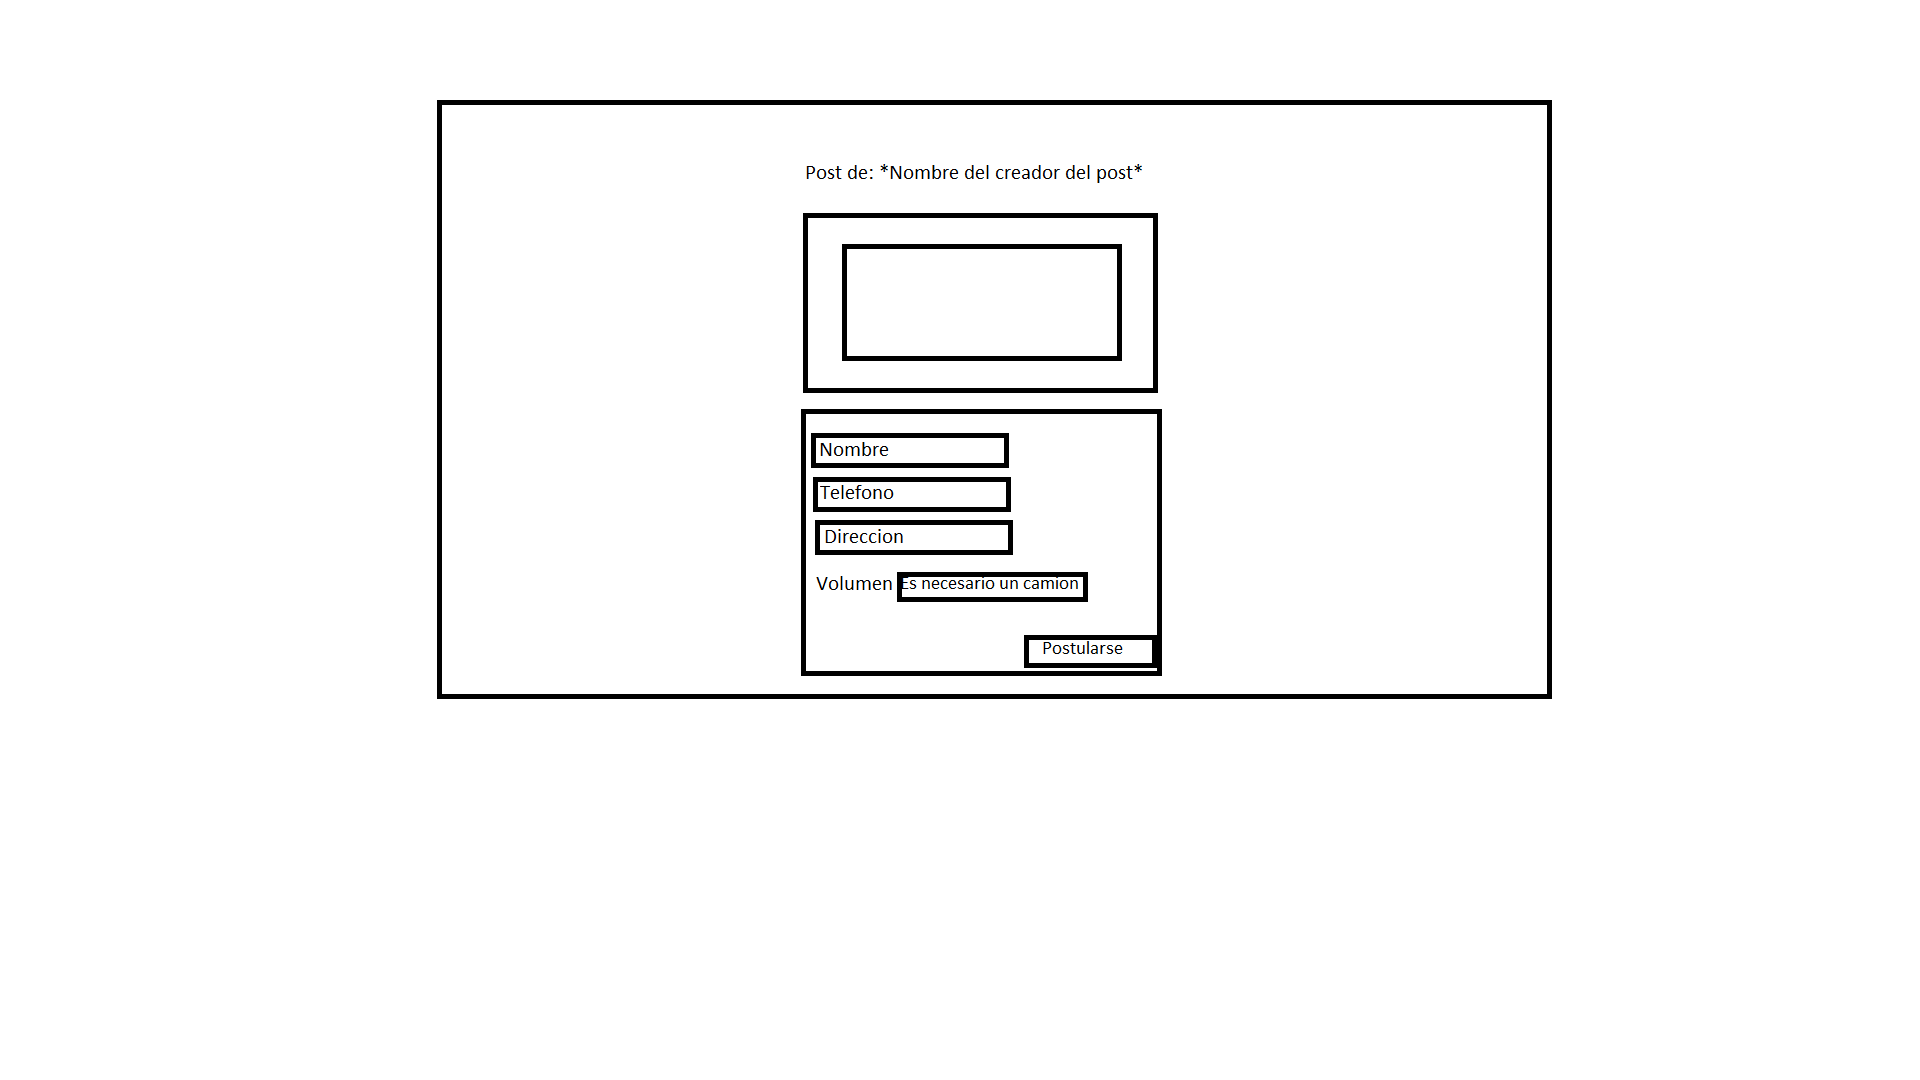 Post de: *Nombre del creador del post*
Nombre
Telefono
Direccion
Volumen Es necesario un camion
Postularse